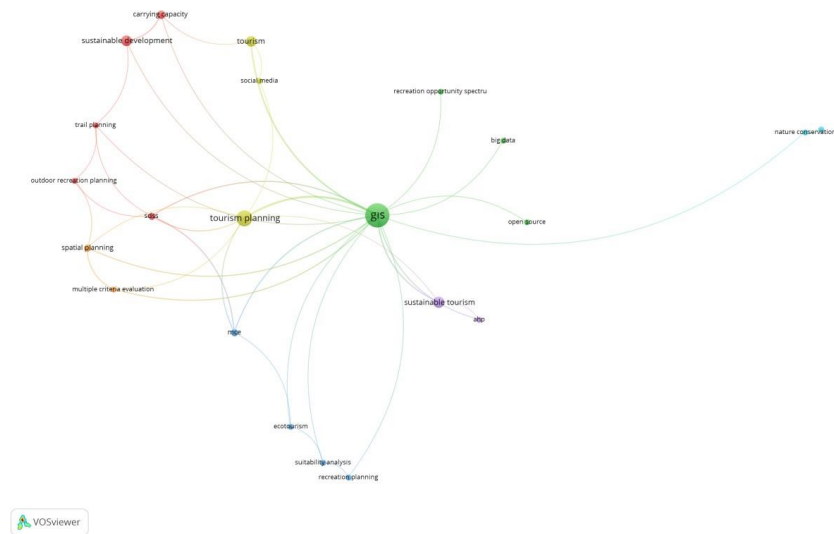 carrying capacity
sustainable development
tourism
social media
recreation opportunity spectru
trail planning
nature conservation
big data
outdoor recreation planning
sdss
tourism planning
gis
open source
spatial planning
multiple criteria evaluation
sustainable tourism
ahp
mce
ecotourism
suitability analysis
recreation planning
VOSviewer